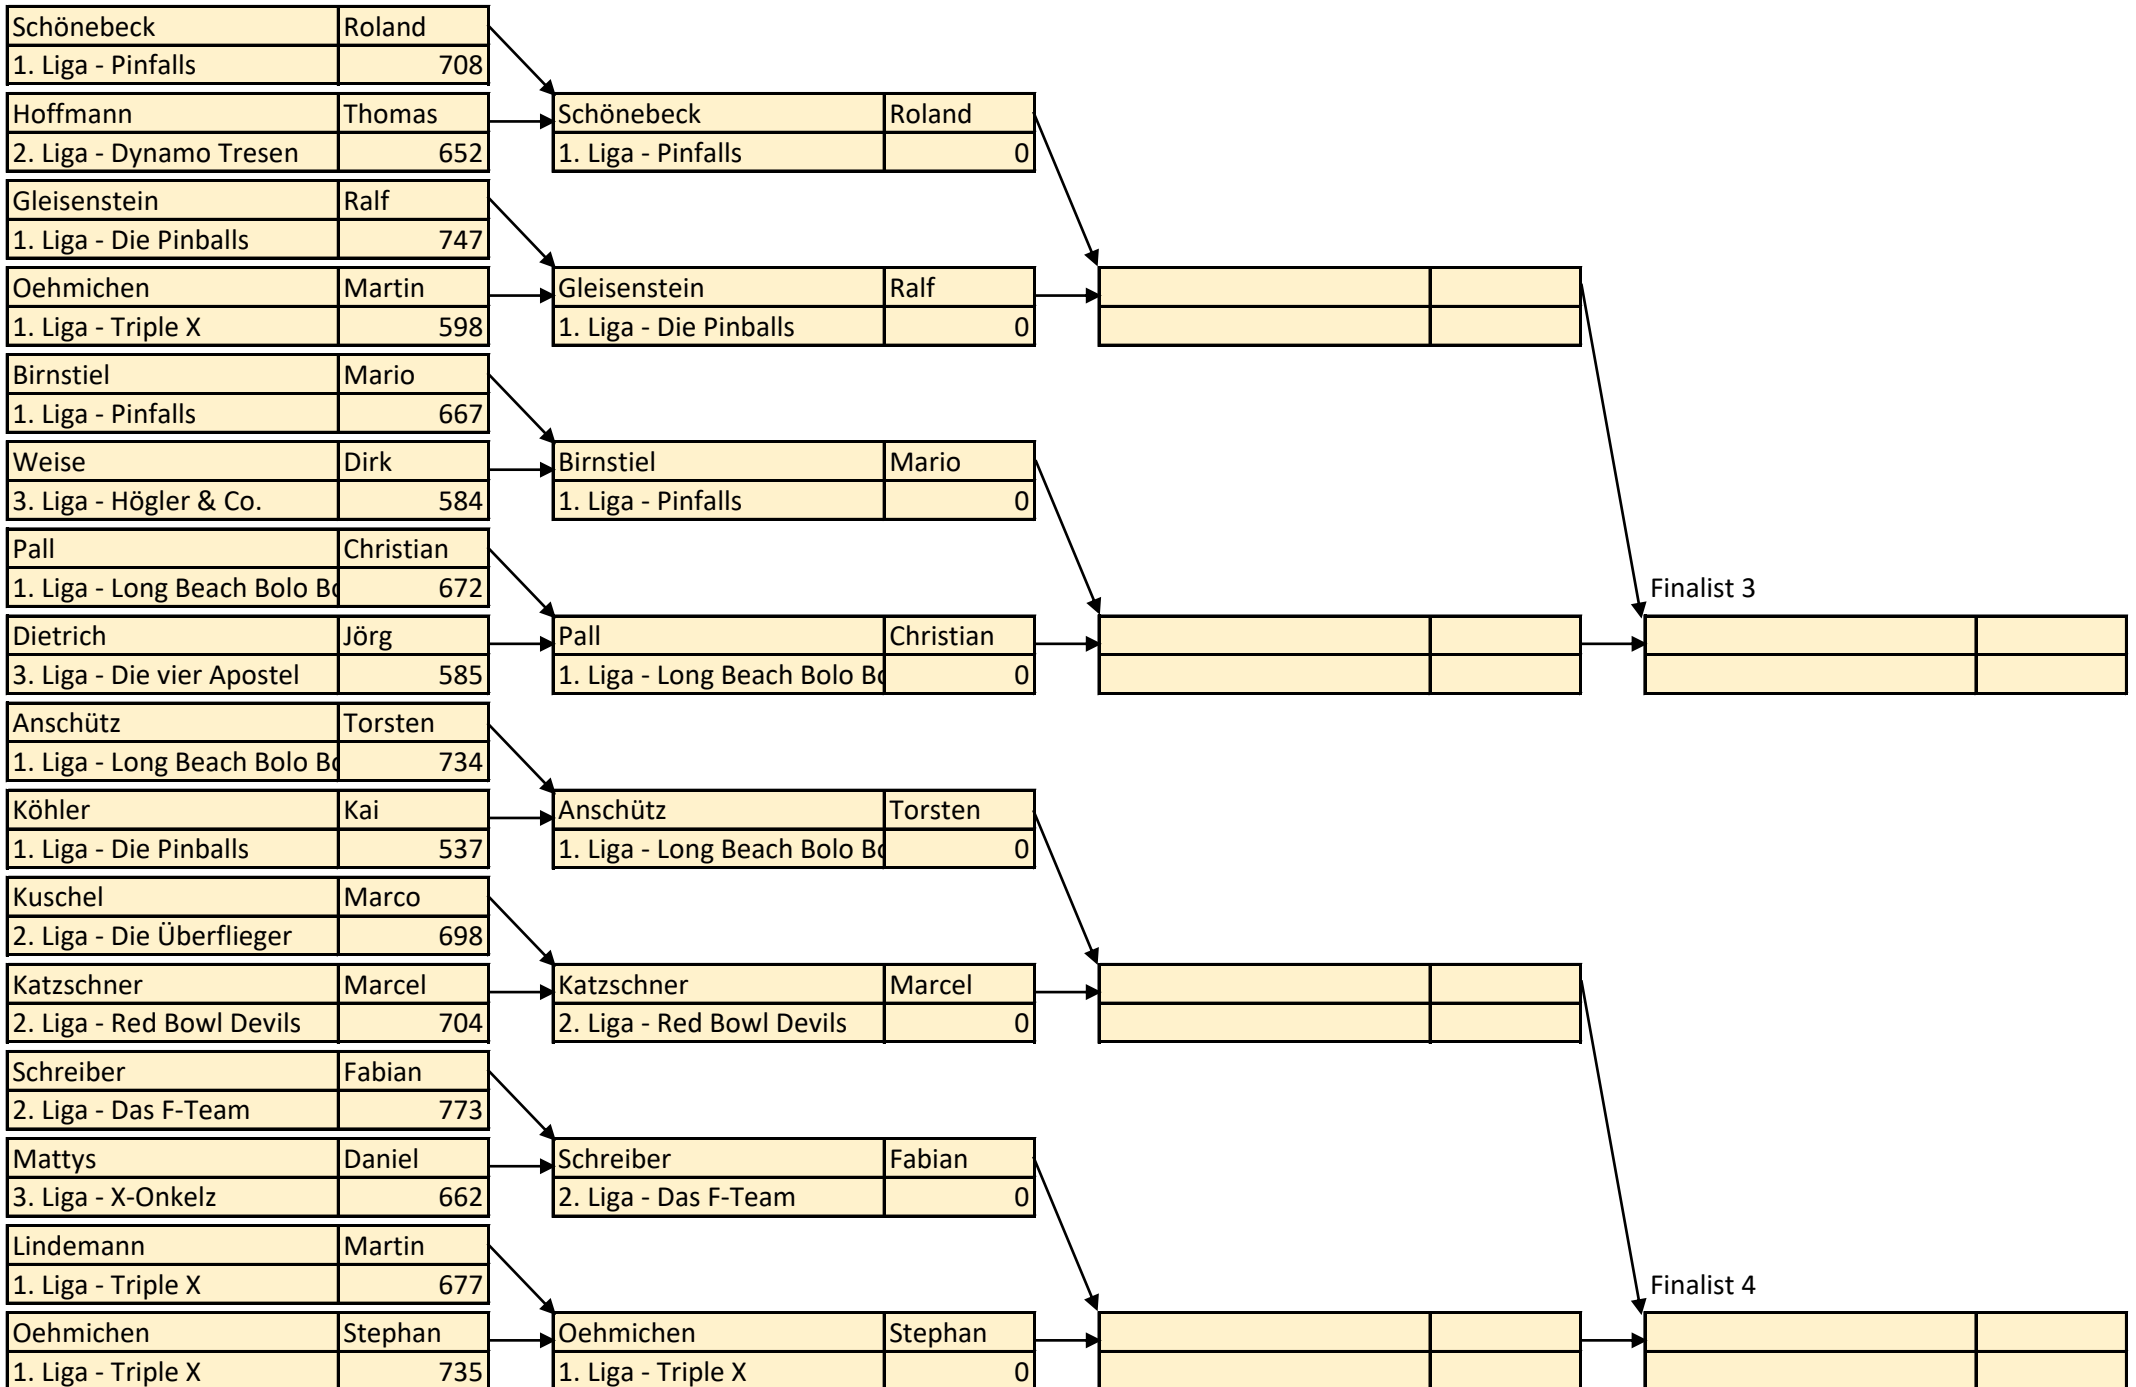 Schönebeck Roland
1. Liga - Pinfalls 708
Hoffmann Thomas Schönebeck Roland
2. Liga - Dynamo Tresen 652 1. Liga - Pinfalls 0
Gleisenstein Ralf
1. Liga - Die Pinballs 747
Oehmichen Martin Gleisenstein Ralf
1. Liga - Triple X 598 1. Liga - Die Pinballs 0
Birnstiel Mario
1. Liga - Pinfalls 667
Weise Dirk Birnstiel Mario
3. Liga - Högler & Co. 584 1. Liga - Pinfalls 0
Pall Christian
1. Liga - Long Beach Bolo Bo 672 Finalist 3
Dietrich Jörg Pall Christian
3. Liga - Die vier Apostel 585 1. Liga - Long Beach Bolo Bo 0
Anschütz Torsten
1. Liga - Long Beach Bolo Bo 734
Köhler Kai Anschütz Torsten
1. Liga - Die Pinballs 537 1. Liga - Long Beach Bolo Bo 0
Kuschel Marco
2. Liga - Die Überflieger 698
Katzschner Marcel Katzschner Marcel
2. Liga - Red Bowl Devils 704 2. Liga - Red Bowl Devils 0
Schreiber Fabian
2. Liga - Das F-Team 773
Mattys Daniel Schreiber Fabian
3. Liga - X-Onkelz 662 2. Liga - Das F-Team 0
Lindemann Martin
1. Liga - Triple X 677 Finalist 4
Oehmichen Stephan Oehmichen Stephan
1. Liga - Triple X 735 1. Liga - Triple X 0